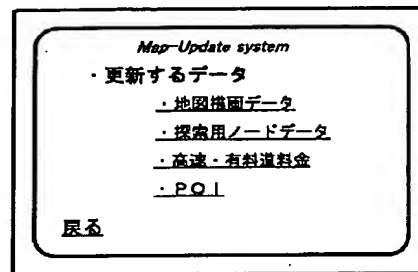 Map-Update system
・更新するデータ
・地図描画データ
・探索用ノードデータ
・高速・有料道料金
・POI
戻る